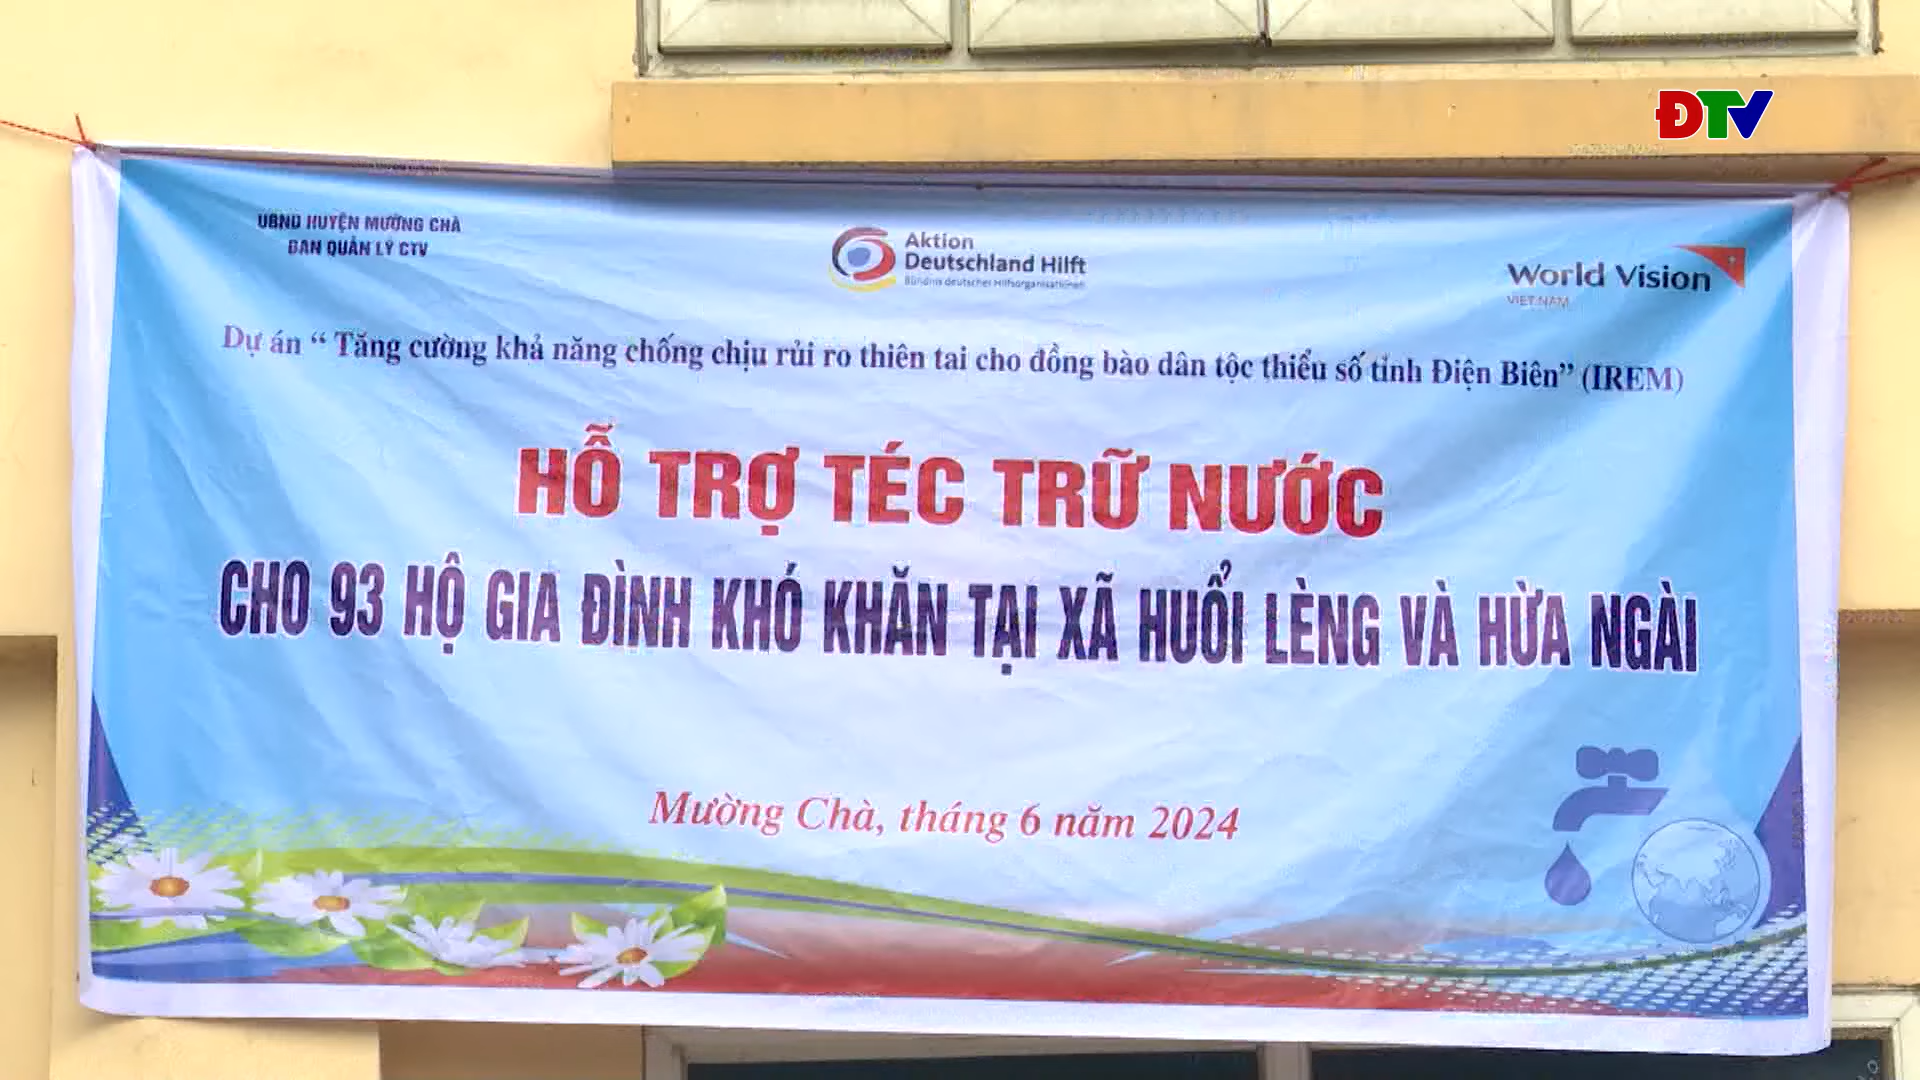 ĐTV
UBND HUYỆN MƯỜNG CHÀ
BAN QUẢN LÝ CTV
Aktion
Deutschland Hilft
Bündnis deutscher Hilfsorganisationen
World Vision
VIET NAM
Dự án “ Tăng cường khả năng chống chịu rủi ro thiên tai cho đồng bào dân tộc thiểu số tỉnh Điện Biên” (IREM)
HỖ TRỢ TÉC TRỮ NƯỚC
CHO 93 HỘ GIA ĐÌNH KHÓ KHĂN TẠI XÃ HUỔI LÈNG VÀ HỪA NGÀI
Mường Chà, tháng 6 năm 2024